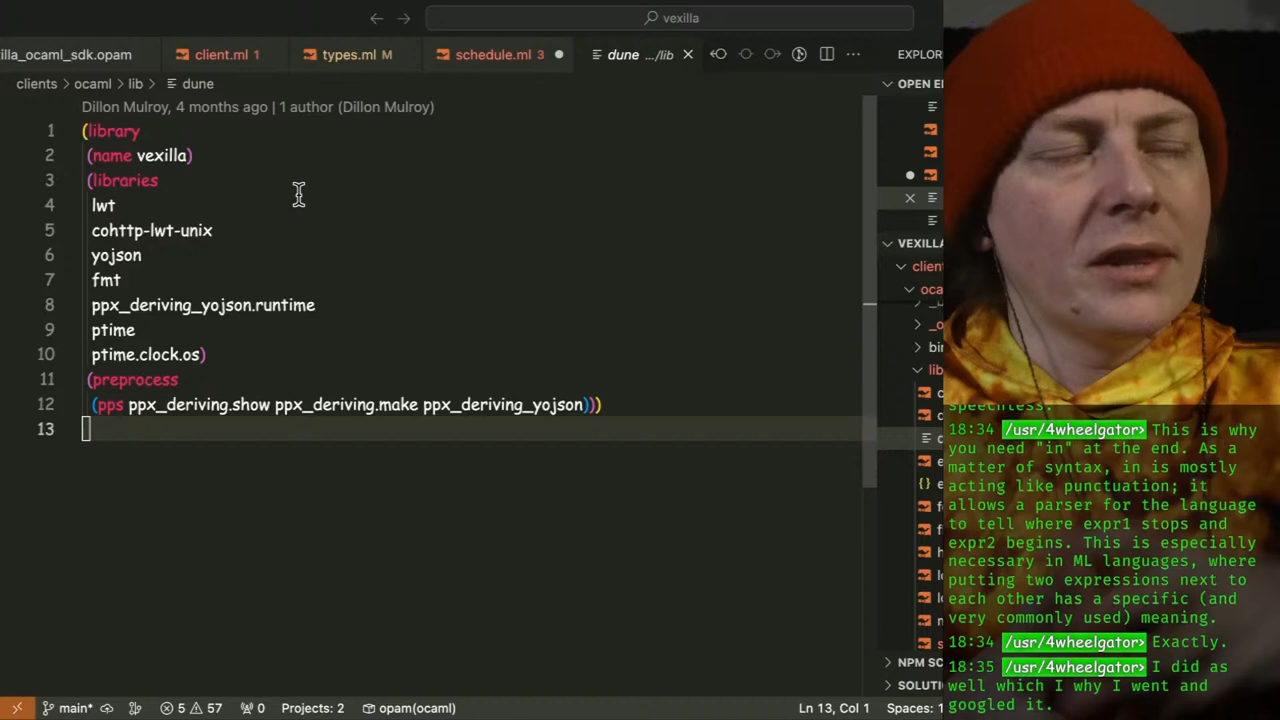 vexilla
illa_ocaml_sdk.opam
client.ml 1
types.ml M
schedule.ml 3
dune .../lib
EXPLOR
clients > ocaml > lib > dune
OPEN E
Dillon Mulroy, 4 months ago | 1 author (Dillon Mulroy)
1 (library
2 (name vexilla)
3 (libraries
4 lwt
5 cohttp-lwt-unix
6 yojson
7 fmt
8 ppx_deriving_yojson.runtime
9 ptime
10 ptime.clock.os)
11 (preprocess
12 (pps ppx_deriving.show ppx_deriving.make ppx_deriving_yojson)))
13
VEXILLA
client
oca
_b
_o
bin
lib
NPM SC
SOLUTI
main*
5 57
0
Projects: 2
opam(ocaml)
Ln 13, Col 1
Spaces: 1
speechless.
18:34 /usr/4wheelgator> This is why
you need "in" at the end. As a
matter of syntax, in is mostly
acting like punctuation; it
allows a parser for the language
to tell where expr1 stops and
expr2 begins. This is especially
necessary in ML languages, where
putting two expressions next to
each other has a specific (and
very commonly used) meaning.
18:34 /usr/4wheelgator> Exactly.
18:35 /usr/4wheelgator> I did as
well which I why I went and
googled it.